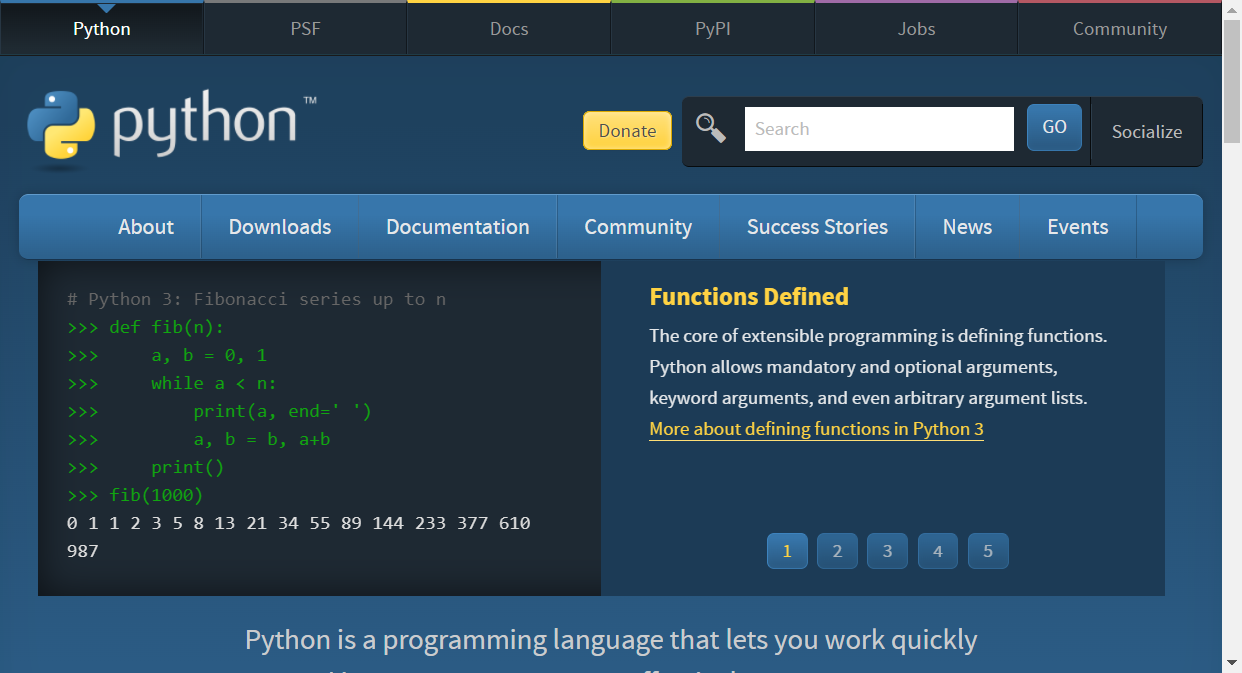 Python PSF Docs PyPI Jobs Community
python™
Donate Search GO Socialize
About Downloads Documentation Community Success Stories News Events
# Python 3: Fibonacci series up to n
>>> def fib(n):
>>>     a, b = 0, 1
>>>     while a < n:
>>>         print(a, end=' ')
>>>         a, b = b, a+b
>>>     print()
>>> fib(1000)
0 1 1 2 3 5 8 13 21 34 55 89 144 233 377 610
987
Functions Defined
The core of extensible programming is defining functions.
Python allows mandatory and optional arguments,
keyword arguments, and even arbitrary argument lists.
More about defining functions in Python 3
1 2 3 4 5
Python is a programming language that lets you work quickly